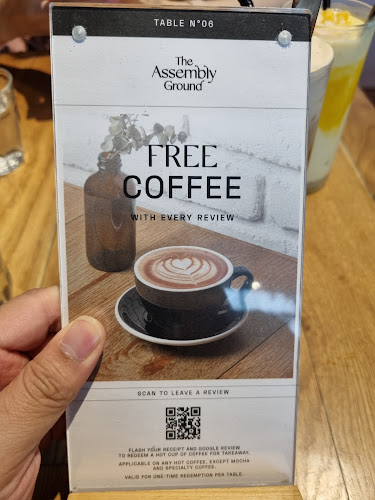 TABLE N°06
The
Assembly
Ground
FREE
COFFEE
WITH EVERY REVIEW
SCAN TO LEAVE A REVIEW
FLASH YOUR RECEIPT AND GOOGLE REVIEW
TO REDEEM A HOT CUP OF COFFEE FOR TAKEAWAY.
APPLICABLE ON ANY HOT COFFEE, EXCEPT MOCHA
AND SPECIALTY COFFEE.
VALID FOR ONE-TIME REDEMPTION PER TABLE.